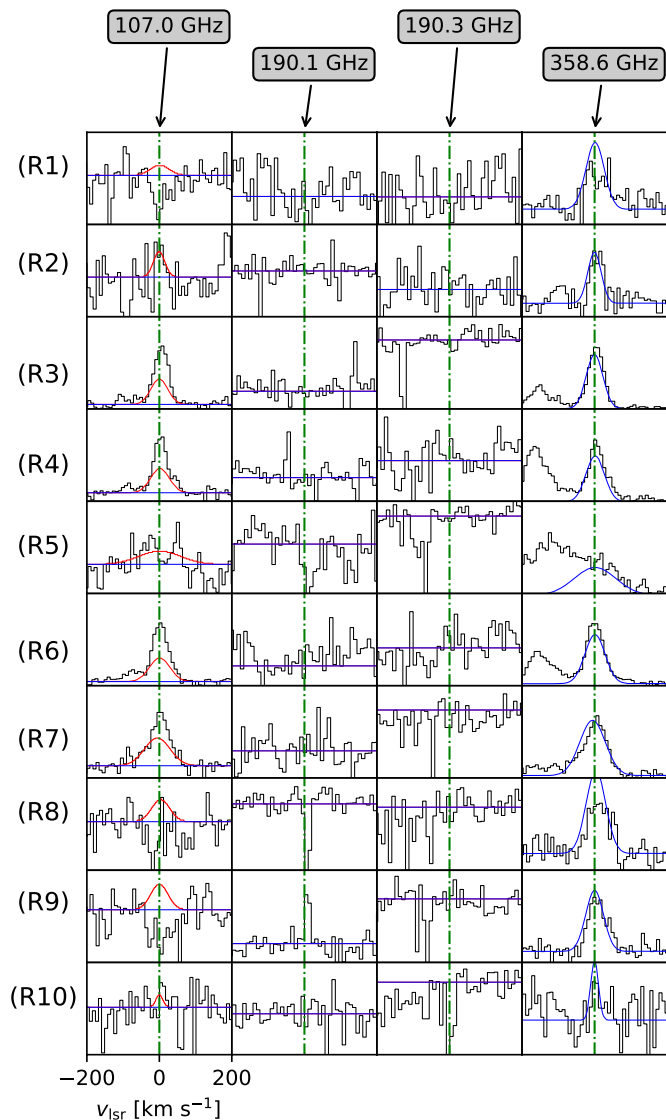 107.0 GHz
190.1 GHz
190.3 GHz
358.6 GHz
(R1)
(R2)
(R3)
(R4)
(R5)
(R6)
(R7)
(R8)
(R9)
(R10)
−200 0 200
v_lsr [km s⁻¹]